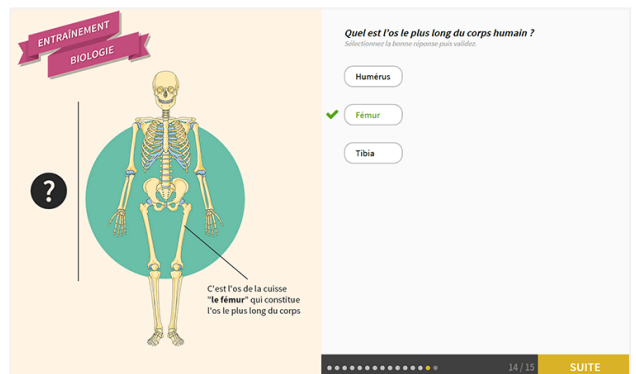 ENTRAÎNEMENT
BIOLOGIE
?
C'est l'os de la cuisse
"le fémur" qui constitue
l'os le plus long du corps
Quel est l'os le plus long du corps humain ?
Sélectionnez la bonne réponse puis validez.
Humérus
Fémur
Tibia
14 / 15
SUITE